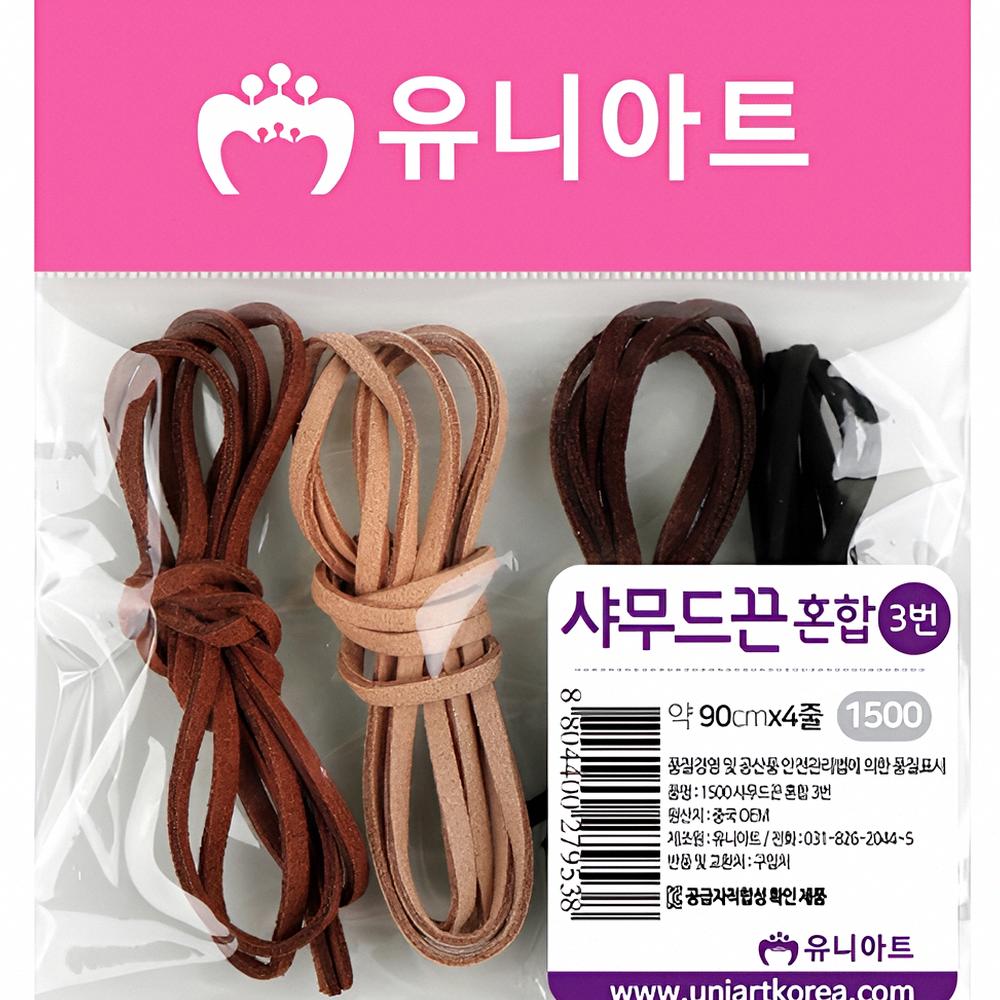 유니아트
샤무드끈 혼합 3번
약 90cmx4줄 1500
품질경영 및 공산품 안전관리법에 의한 품질표시
품명 : 1500 샤무드끈 혼합 3번
원산지 : 중국 OEM
제조원 : 유니아트 / 전화 : 031-826-2044~5
반품 및 교환처 : 구입처
공급자적합성 확인 제품
8 804400 279538
유니아트
www.uniartkorea.com